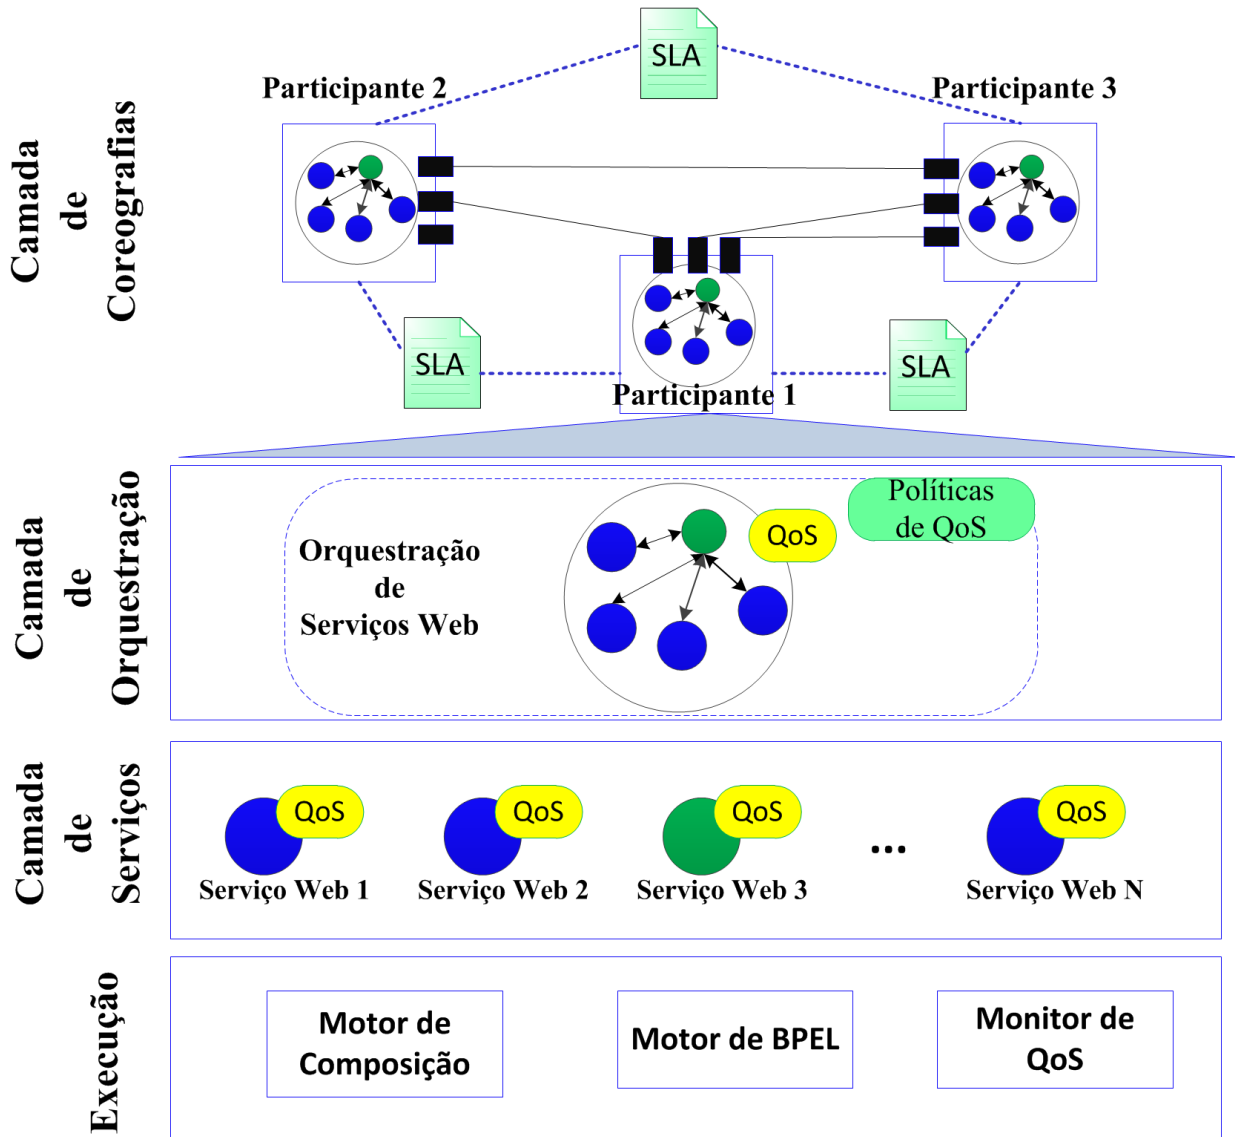 SLA
Participante 2
Participante 3
Camada
de
Coreografias
SLA
SLA
Participante 1
Camada
de
Orquestração
Orquestração
de
Serviços Web
QoS
Políticas
de QoS
Camada
de
Serviços
QoS
QoS
QoS
QoS
...
Serviço Web 1
Serviço Web 2
Serviço Web 3
Serviço Web N
Execução
Motor de
Composição
Motor de BPEL
Monitor de
QoS